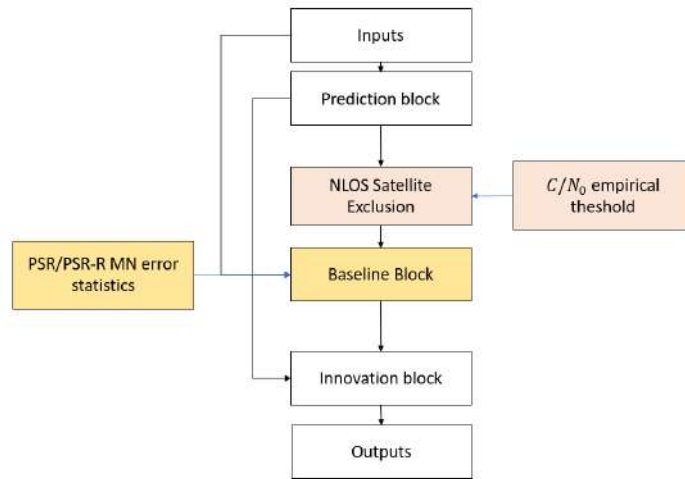 Inputs
Prediction block
NLOS Satellite
Exclusion
C/N₀ empirical
theshold
PSR/PSR-R MN error
statistics
Baseline Block
Innovation block
Outputs